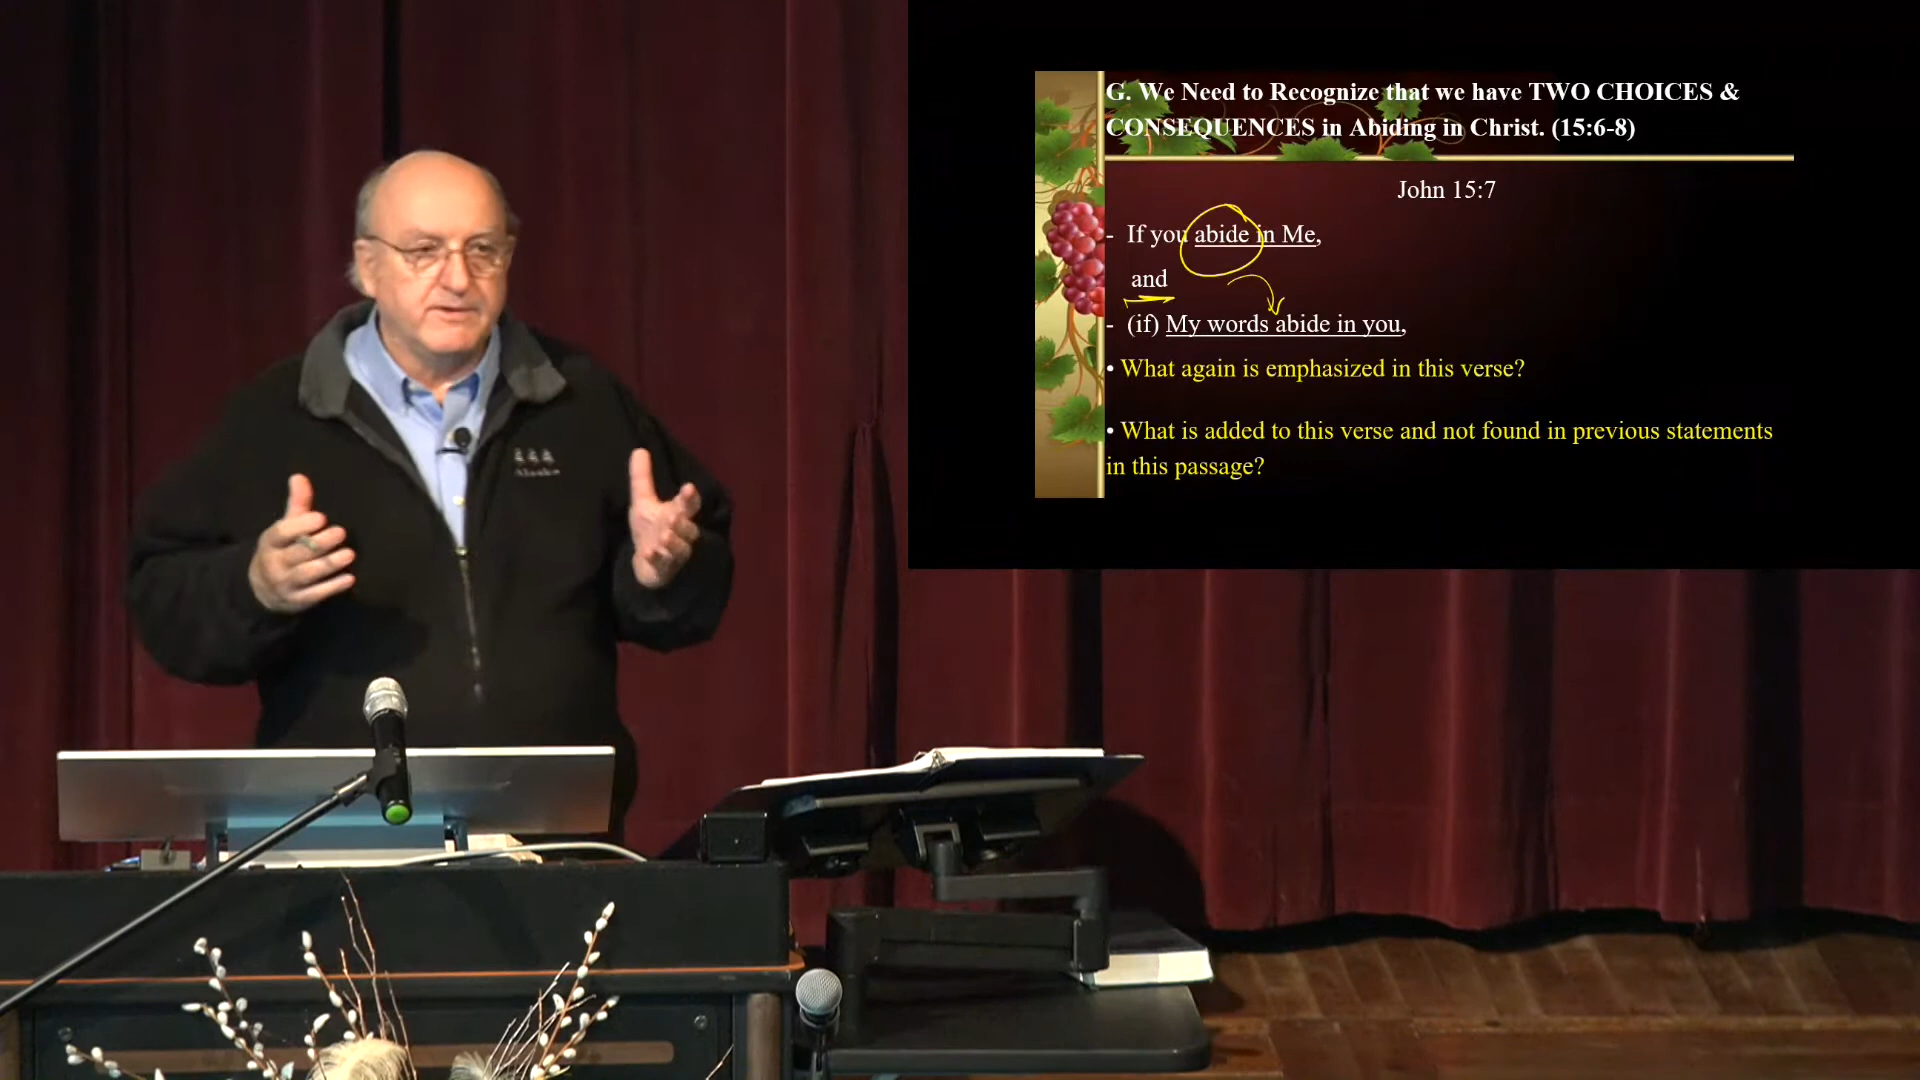 G. We Need to Recognize that we have TWO CHOICES &
CONSEQUENCES in Abiding in Christ. (15:6-8)
John 15:7
- If you abide in Me,
and
- (if) My words abide in you,
• What again is emphasized in this verse?
• What is added to this verse and not found in previous statements
in this passage?
Alaska